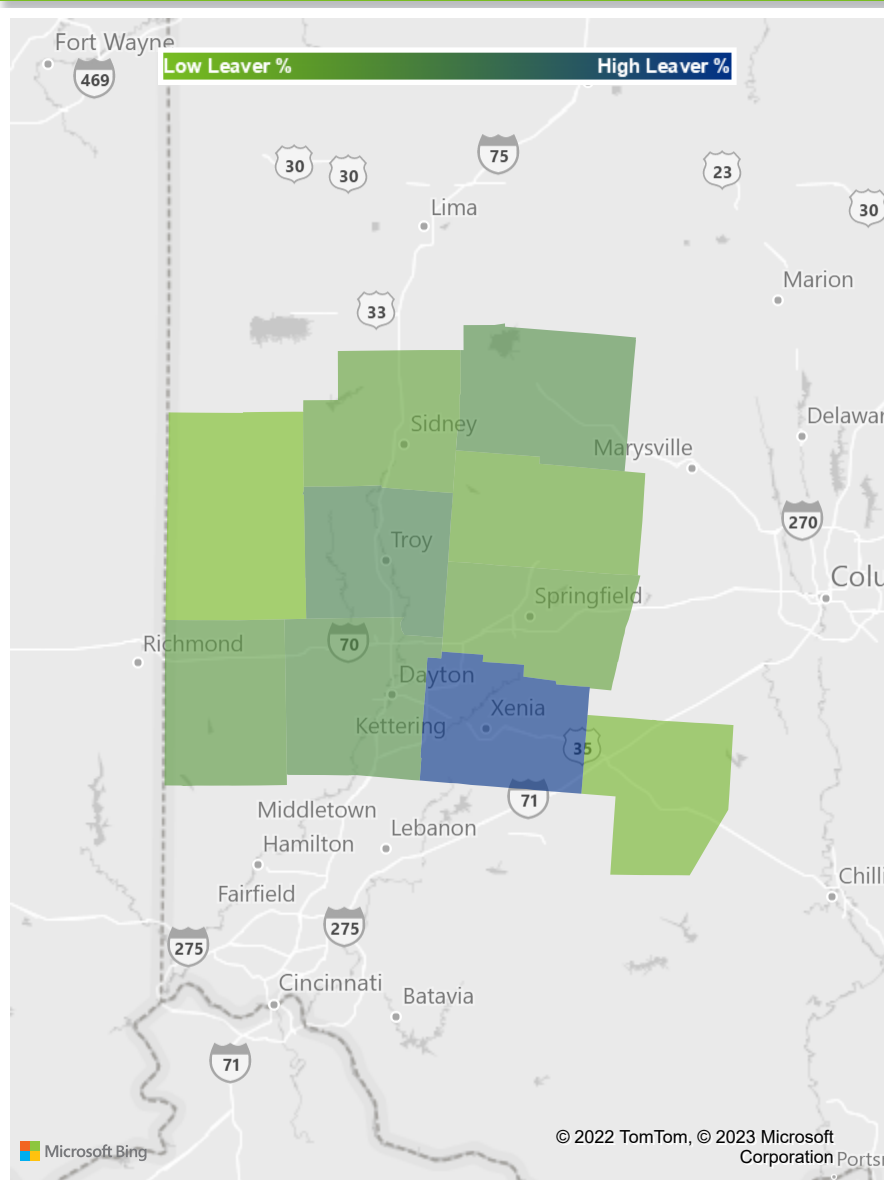 Fort Wayne
469
Low Leaver %
High Leaver %
30
30
75
23
30
Lima
33
Marion
Sidney
Marysville
Delawar
270
Troy
Colu
Springfield
Richmond
70
Dayton
Xenia
Kettering
35
71
Middletown
Lebanon
Hamilton
Chilli
Fairfield
275
275
Cincinnati
Batavia
71
Microsoft Bing
© 2022 TomTom, © 2023 Microsoft
Corporation
Ports